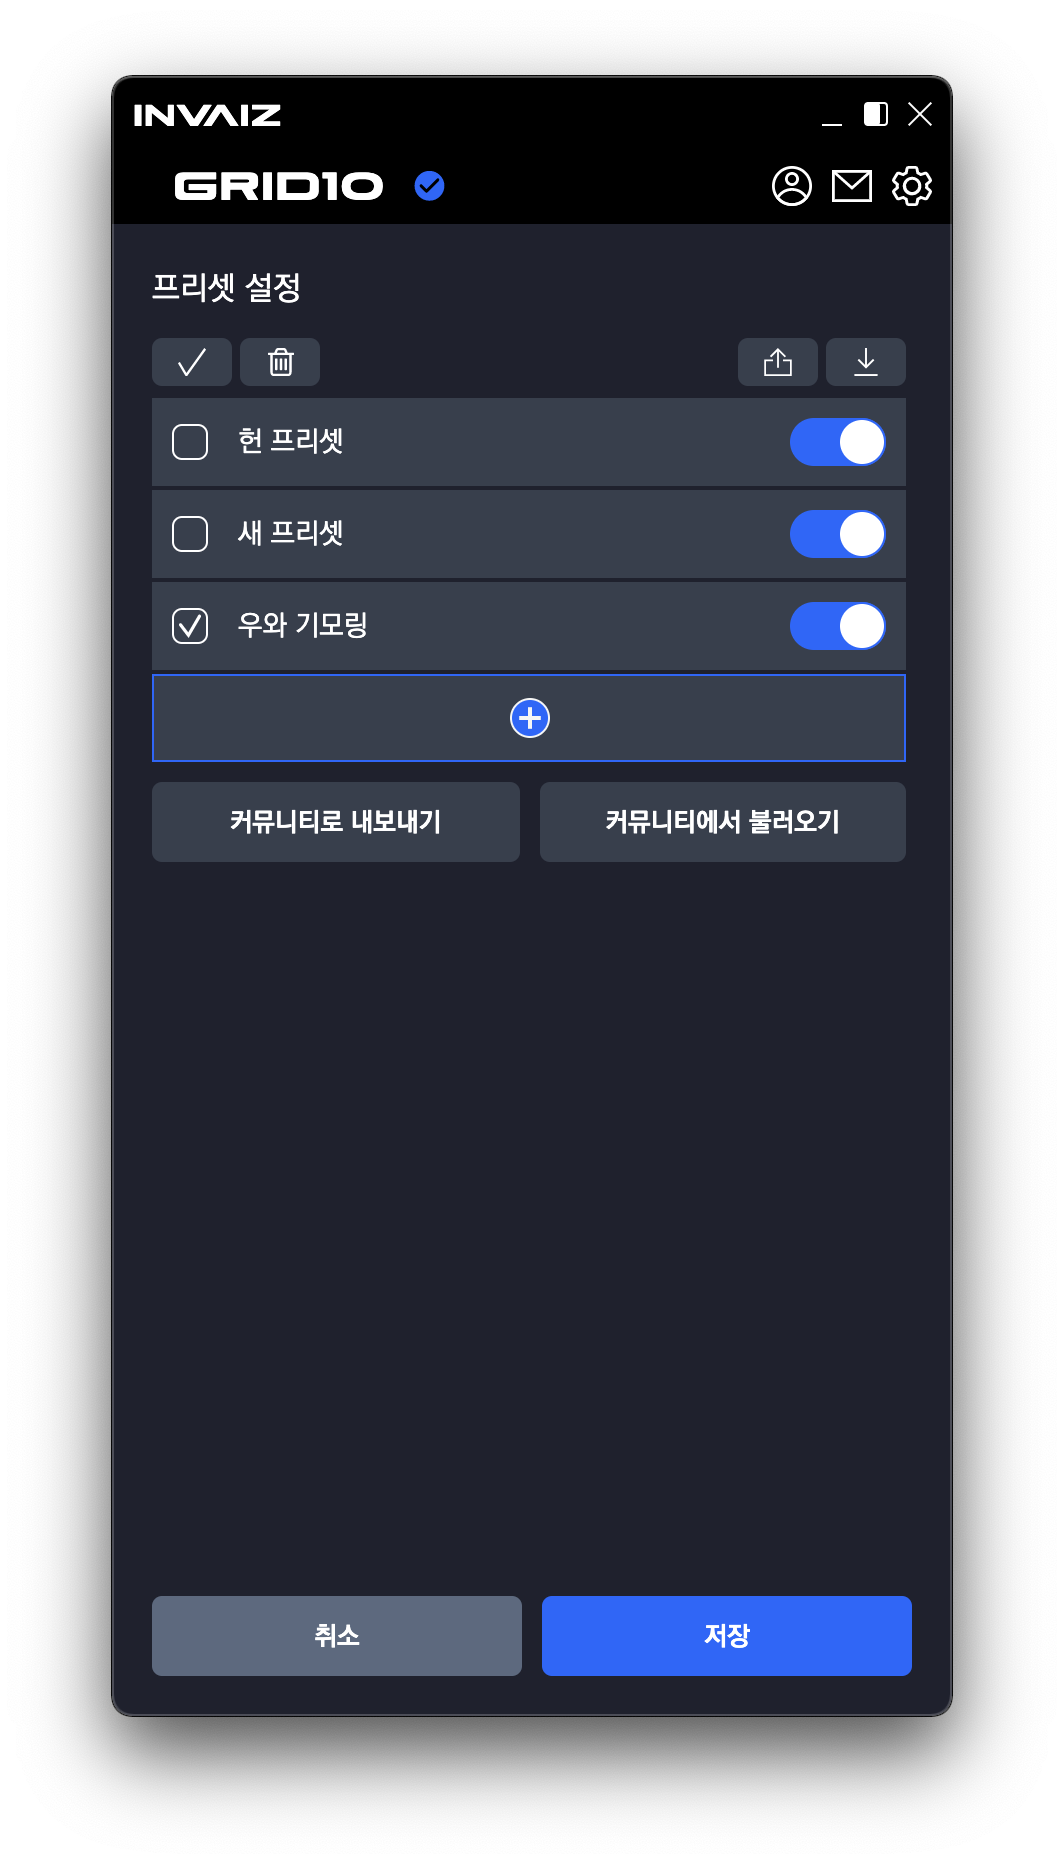 INVAIZ
GRID10
프리셋 설정
헌 프리셋
새 프리셋
우와 기모링
커뮤니티로 내보내기
커뮤니티에서 불러오기
취소
저장